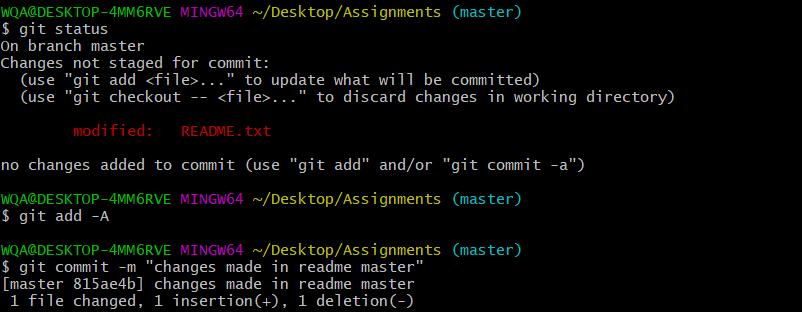 WQA@DESKTOP-4MM6RVE MINGW64 ~/Desktop/Assignments (master)
$ git status
On branch master
Changes not staged for commit:
  (use "git add <file>..." to update what will be committed)
  (use "git checkout -- <file>..." to discard changes in working directory)

        modified:   README.txt

no changes added to commit (use "git add" and/or "git commit -a")

WQA@DESKTOP-4MM6RVE MINGW64 ~/Desktop/Assignments (master)
$ git add -A

WQA@DESKTOP-4MM6RVE MINGW64 ~/Desktop/Assignments (master)
$ git commit -m "changes made in readme master"
[master 815ae4b] changes made in readme master
 1 file changed, 1 insertion(+), 1 deletion(-)